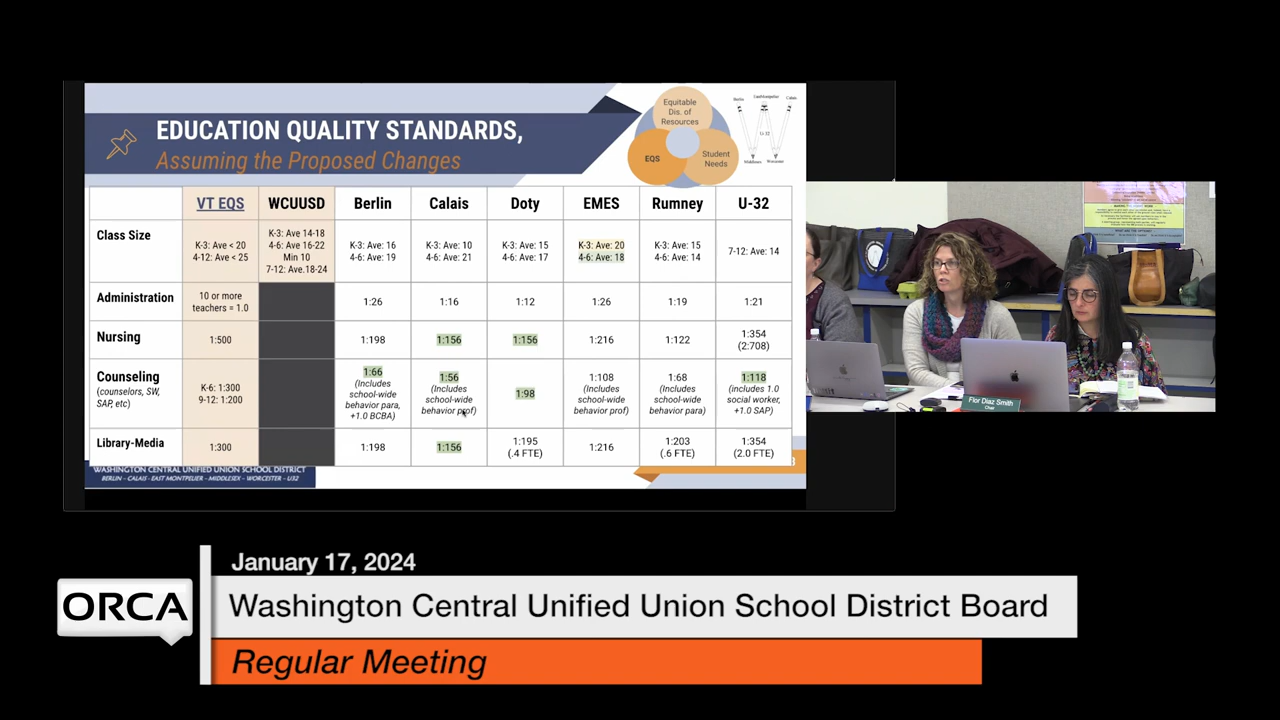 EDUCATION QUALITY STANDARDS,
Assuming the Proposed Changes
Equitable
Dis. of
Resources
EQS
Student
Needs
Berlin
EastMontpelier
Calais
U-32
Middlesex
Worcester
VT EQS
WCUUSD
Berlin
Calais
Doty
EMES
Rumney
U-32
Class Size
K-3: Ave < 20
4-12: Ave < 25
K-3: Ave 14-18
4-6: Ave 16-22
Min 10
7-12: Ave.18-24
K-3: Ave: 16
4-6: Ave: 19
K-3: Ave: 10
4-6: Ave: 21
K-3: Ave: 15
4-6: Ave: 17
K-3: Ave: 20
4-6: Ave: 18
K-3: Ave: 15
4-6: Ave: 14
7-12: Ave: 14
Administration
10 or more
teachers = 1.0
1:26
1:16
1:12
1:26
1:19
1:21
Nursing
1:500
1:198
1:156
1:156
1:216
1:122
1:354
(2:708)
Counseling
(counselors, SW,
SAP, etc)
K-6: 1:300
9-12: 1:200
1:66
(Includes
school-wide
behavior para,
+1.0 BCBA)
1:56
(Includes
school-wide
behavior prof)
1:98
1:108
(Includes
school-wide
behavior prof)
1:68
(Includes
school-wide
behavior para)
1:118
(includes 1.0
social worker,
+1.0 SAP)
Library-Media
1:300
1:198
1:156
1:195
(.4 FTE)
1:216
1:203
(.6 FTE)
1:354
(2.0 FTE)
WASHINGTON CENTRAL UNIFIED UNION SCHOOL DISTRICT
BERLIN – CALAIS – EAST MONTPELIER – MIDDLESEX – WORCESTER – U32
Flor Diaz Smith
Chair
January 17, 2024
ORCA
Washington Central Unified Union School District Board
Regular Meeting